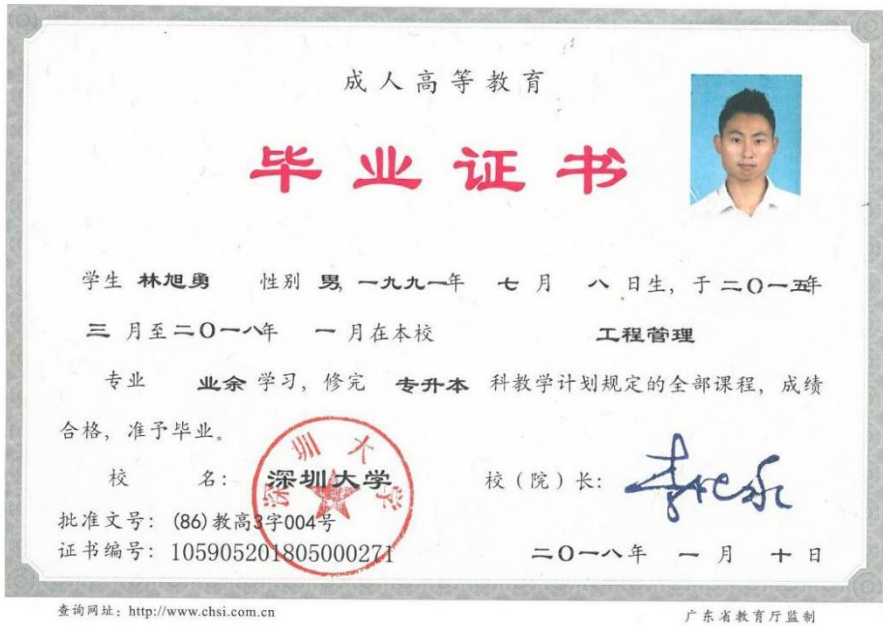 成人高等教育
毕业证书
学生 林旭勇 性别 男, 一九九一年 七 月 八 日生, 于 二〇一五年
三 月至 二〇一八年 一 月在本校 工程管理
专业 业余 学习, 修完 专升本 科教学计划规定的全部课程, 成绩
合格, 准予毕业。
校 名: 深圳大学 校(院)长:
深圳大学
批准文号: (86)教高3字004号
证书编号: 105905201805000271 二〇一八年 一 月 十 日
查询网址: http://www.chsi.com.cn 广东省教育厅监制